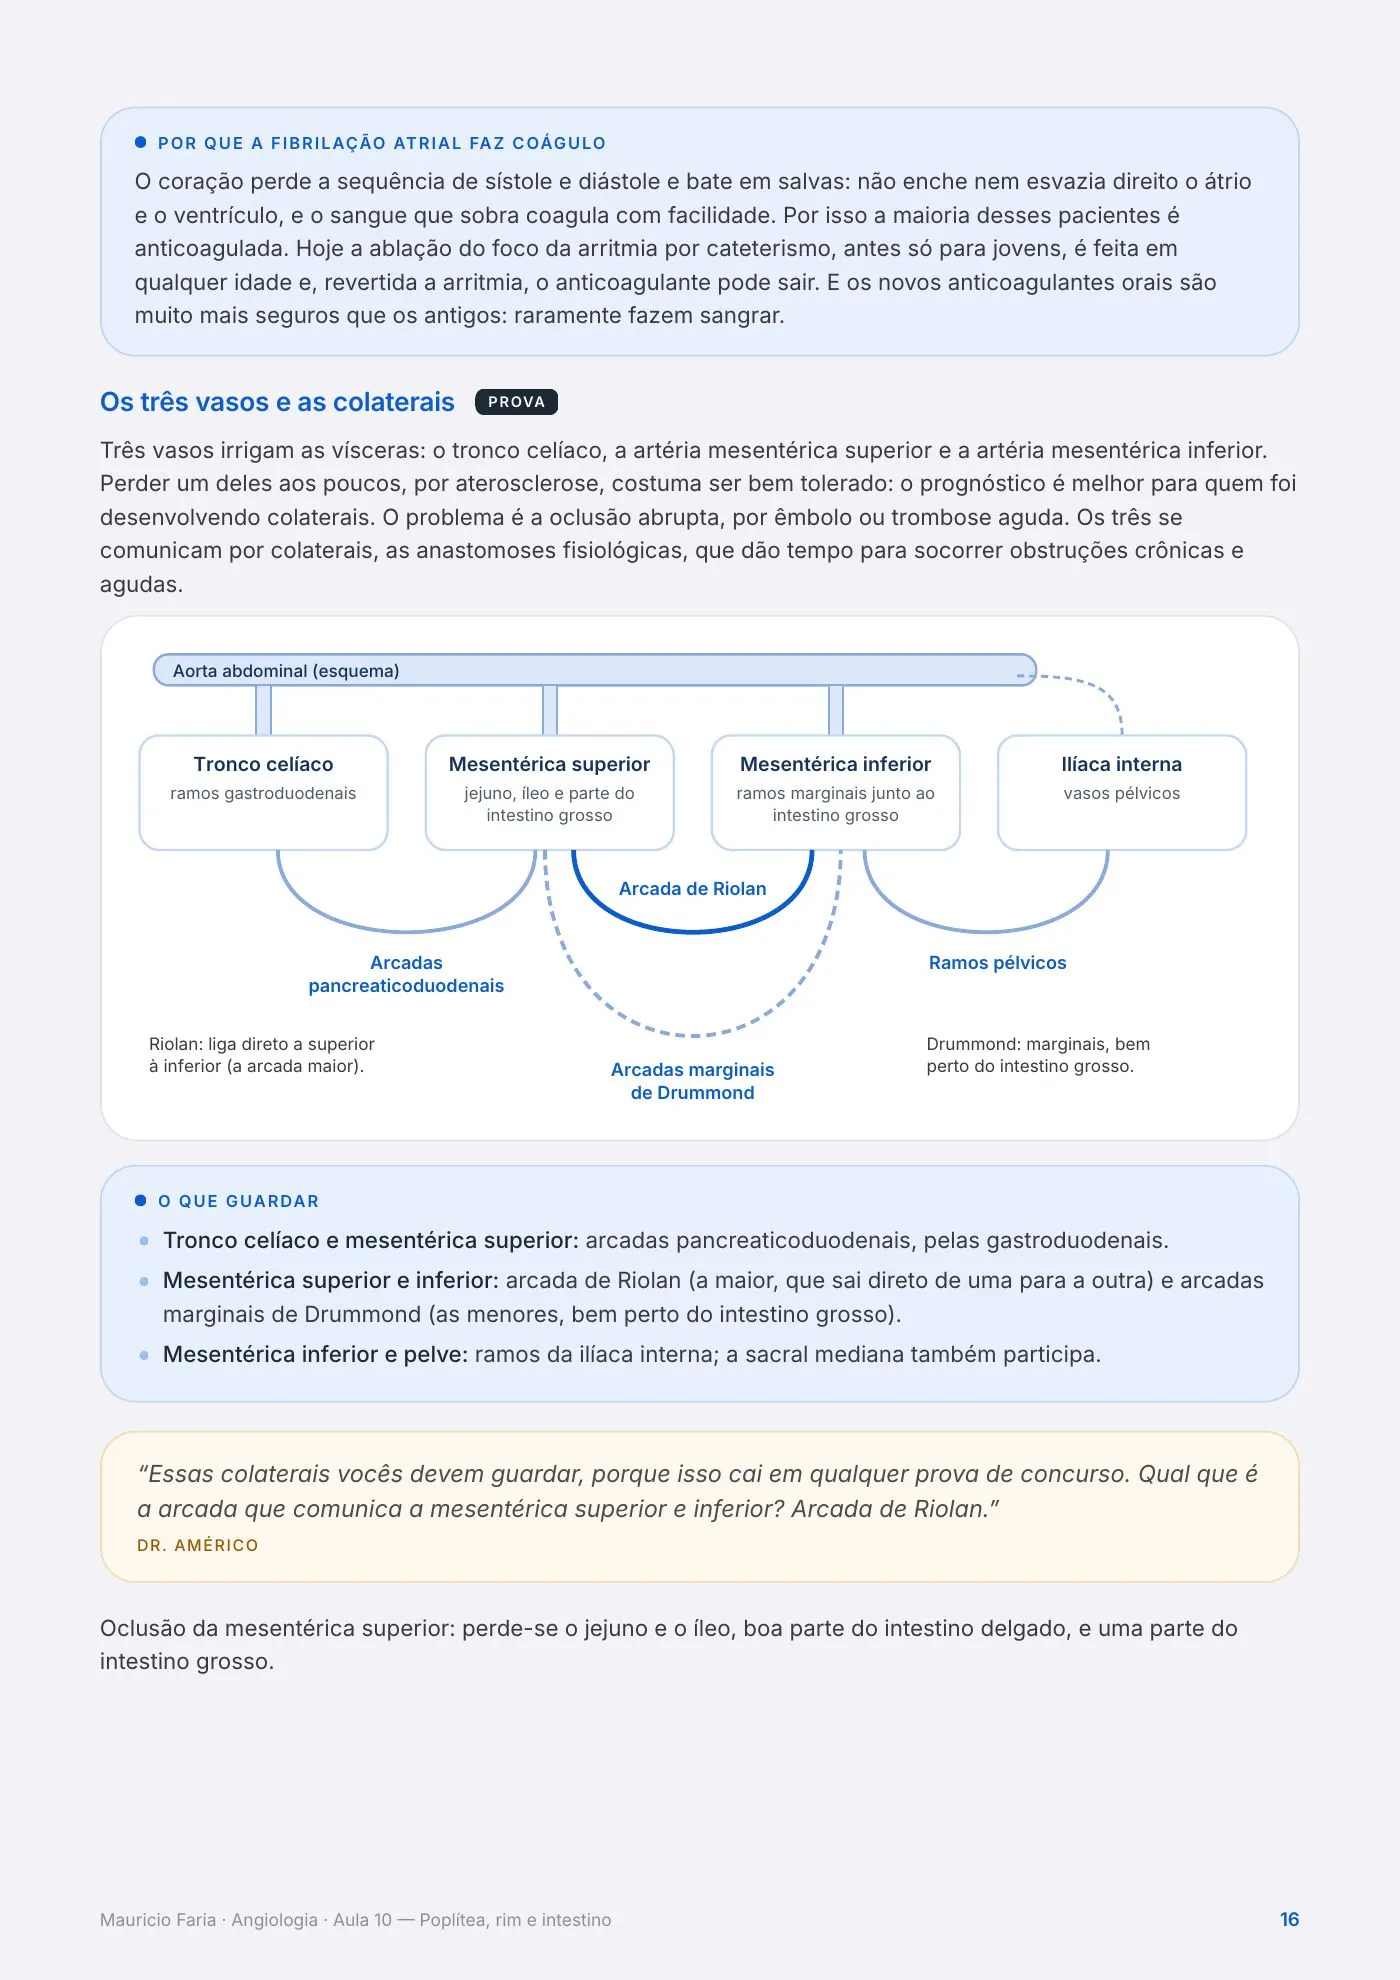 POR QUE A FIBRILAÇÃO ATRIAL FAZ COÁGULO
O coração perde a sequência de sístole e diástole e bate em salvas: não enche nem esvazia direito o átrio
e o ventrículo, e o sangue que sobra coagula com facilidade. Por isso a maioria desses pacientes é
anticoagulada. Hoje a ablação do foco da arritmia por cateterismo, antes só para jovens, é feita em
qualquer idade e, revertida a arritmia, o anticoagulante pode sair. E os novos anticoagulantes orais são
muito mais seguros que os antigos: raramente fazem sangrar.
Os três vasos e as colaterais PROVA
Três vasos irrigam as vísceras: o tronco celíaco, a artéria mesentérica superior e a artéria mesentérica inferior.
Perder um deles aos poucos, por aterosclerose, costuma ser bem tolerado: o prognóstico é melhor para quem foi
desenvolvendo colaterais. O problema é a oclusão abrupta, por êmbolo ou trombose aguda. Os três se
comunicam por colaterais, as anastomoses fisiológicas, que dão tempo para socorrer obstruções crônicas e
agudas.
Aorta abdominal (esquema)
Tronco celíaco
ramos gastroduodenais
Mesentérica superior
jejuno, íleo e parte do
intestino grosso
Mesentérica inferior
ramos marginais junto ao
intestino grosso
Ilíaca interna
vasos pélvicos
Arcada de Riolan
Arcadas
pancreaticoduodenais
Ramos pélvicos
Riolan: liga direto a superior
à inferior (a arcada maior).
Arcadas marginais
de Drummond
Drummond: marginais, bem
perto do intestino grosso.
O QUE GUARDAR
Tronco celíaco e mesentérica superior: arcadas pancreaticoduodenais, pelas gastroduodenais.
Mesentérica superior e inferior: arcada de Riolan (a maior, que sai direto de uma para a outra) e arcadas
marginais de Drummond (as menores, bem perto do intestino grosso).
Mesentérica inferior e pelve: ramos da ilíaca interna; a sacral mediana também participa.
“Essas colaterais vocês devem guardar, porque isso cai em qualquer prova de concurso. Qual que é
a arcada que comunica a mesentérica superior e inferior? Arcada de Riolan.”
DR. AMÉRICO
Oclusão da mesentérica superior: perde-se o jejuno e o íleo, boa parte do intestino delgado, e uma parte do
intestino grosso.
Mauricio Faria · Angiologia · Aula 10 — Poplítea, rim e intestino
16